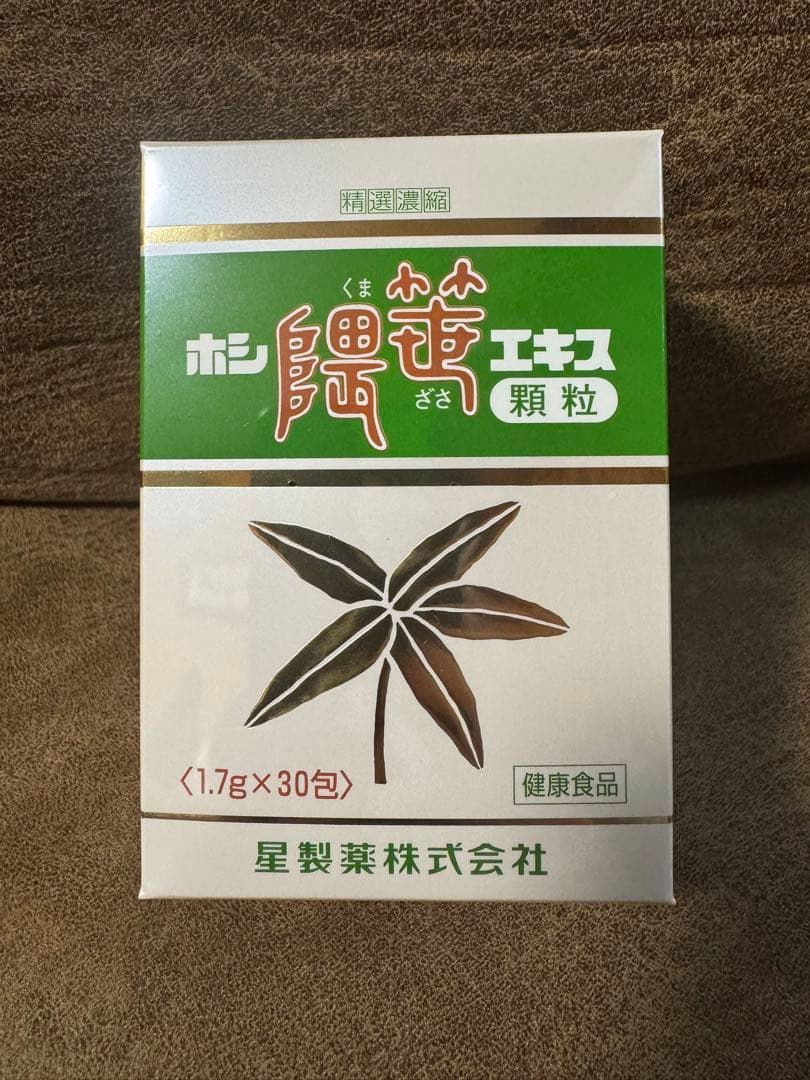 精選濃縮
くま
ホシ隈笹エキス
ざさ
顆粒
〈1.7g×30包〉
健康食品
星製薬株式会社